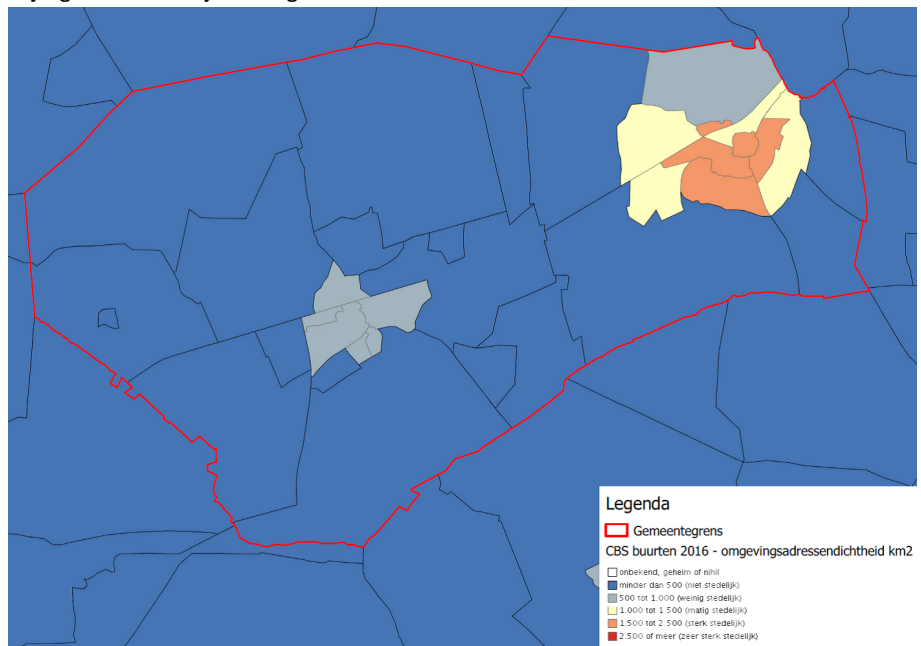 Legenda
Gemeentegrens
CBS buurten 2016 - omgevingsadressendichtheid km2
onbekend, geheim of nihil
minder dan 500 (niet stedelijk)
500 tot 1.000 (weinig stedelijk)
1.000 tot 1.500 (matig stedelijk)
1.500 tot 2.500 (sterk stedelijk)
2.500 of meer (zeer sterk stedelijk)